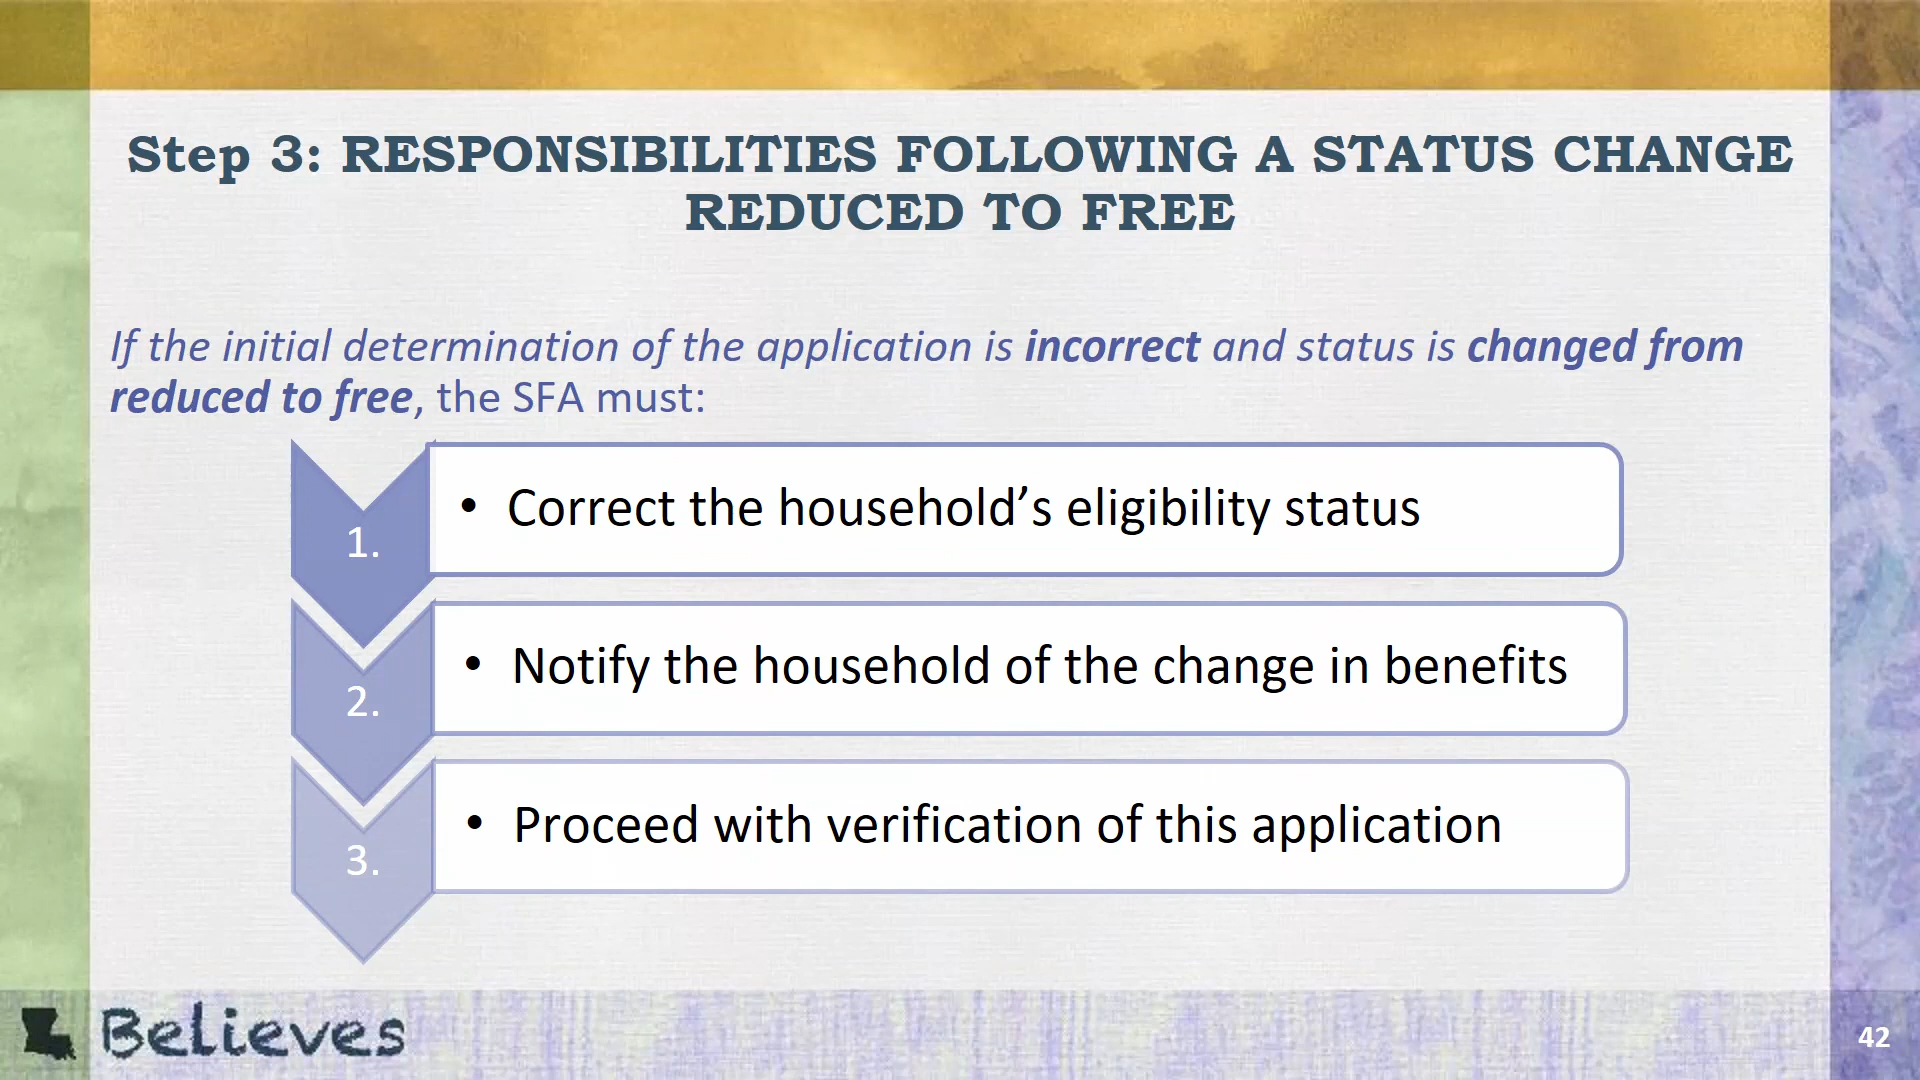 Step 3: RESPONSIBILITIES FOLLOWING A STATUS CHANGE
REDUCED TO FREE
If the initial determination of the application is incorrect and status is changed from
reduced to free, the SFA must:
1.
• Correct the household’s eligibility status
2.
• Notify the household of the change in benefits
3.
• Proceed with verification of this application
Believes
42